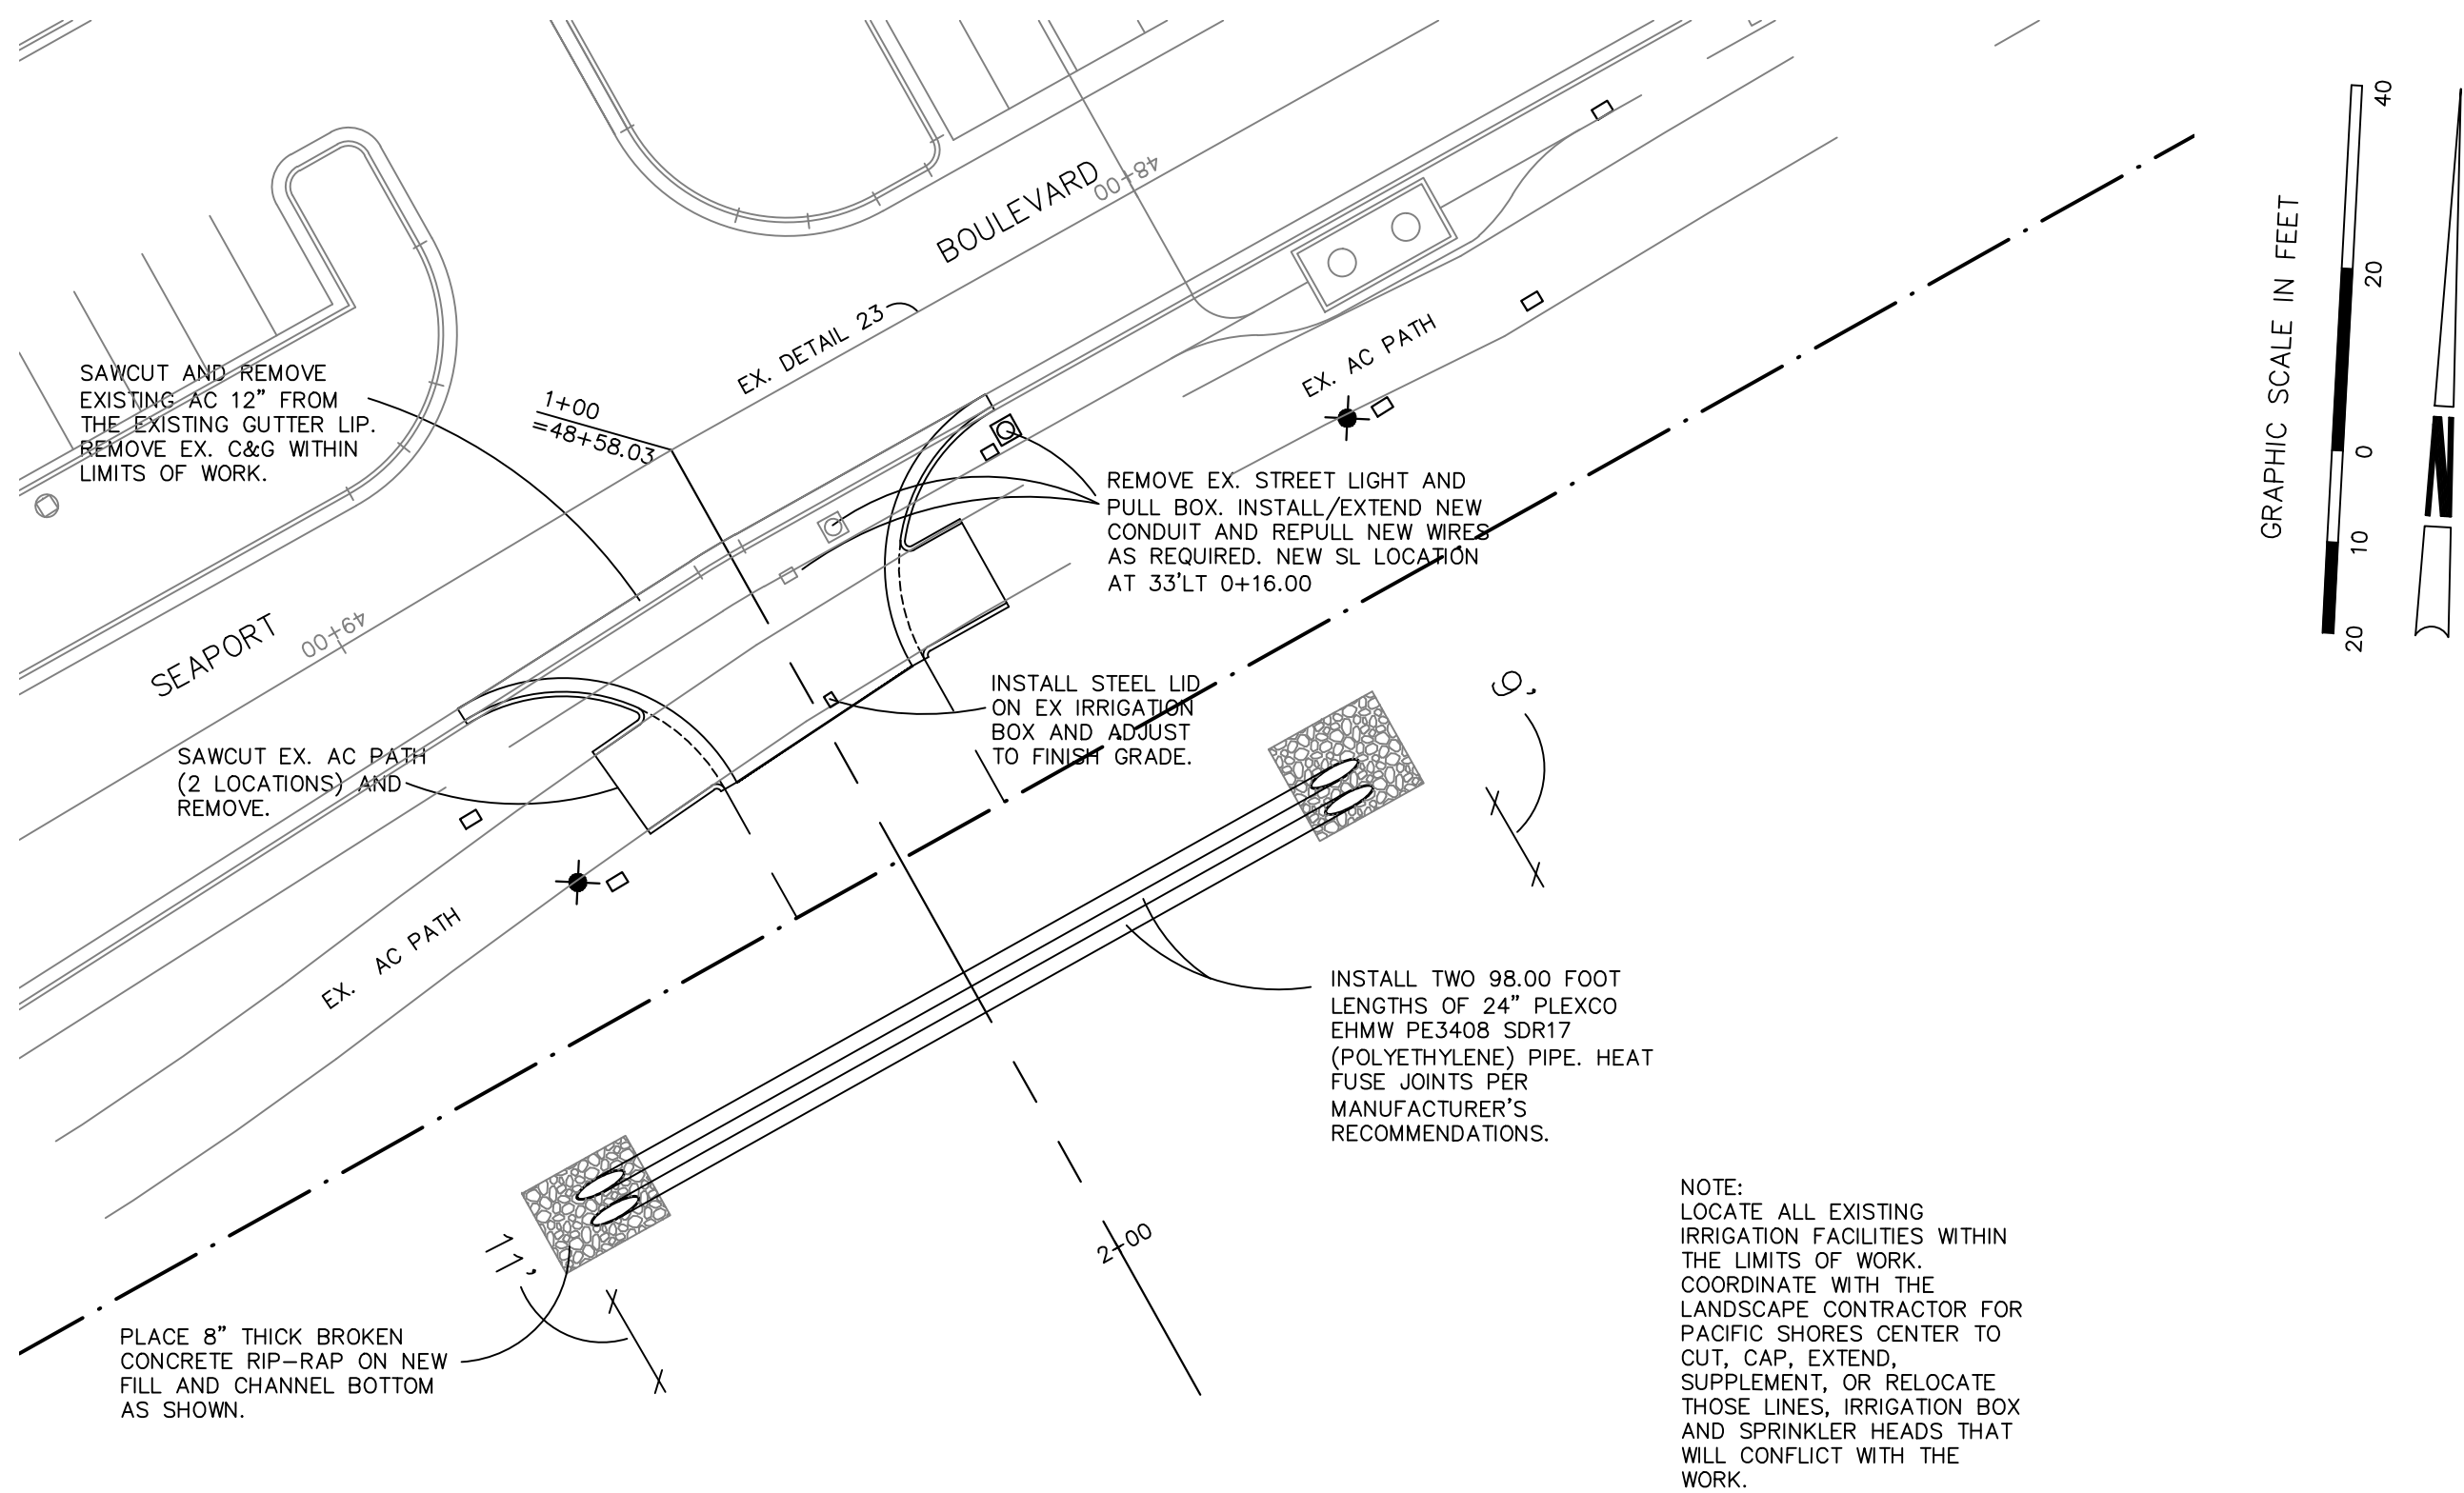 SAWCUT AND REMOVE
EXISTING AC 12" FROM
THE EXISTING GUTTER LIP.
REMOVE EX. C&G WITHIN
LIMITS OF WORK.
1+00
=48+58.03
EX. DETAIL 23
BOULEVARD
48+00
EX. AC PATH
REMOVE EX. STREET LIGHT AND
PULL BOX. INSTALL/EXTEND NEW
CONDUIT AND REPULL NEW WIRES
AS REQUIRED. NEW SL LOCATION
AT 33'LT 0+16.00
SEAPORT
49+00
INSTALL STEEL LID
ON EX IRRIGATION
BOX AND ADJUST
TO FINISH GRADE.
SAWCUT EX. AC PATH
(2 LOCATIONS) AND
REMOVE.
EX. AC PATH
9'
INSTALL TWO 98.00 FOOT
LENGTHS OF 24" PLEXCO
EHMW PE3408 SDR17
(POLYETHYLENE) PIPE. HEAT
FUSE JOINTS PER
MANUFACTURER'S
RECOMMENDATIONS.
11'
2+00
PLACE 8" THICK BROKEN
CONCRETE RIP-RAP ON NEW
FILL AND CHANNEL BOTTOM
AS SHOWN.
NOTE:
LOCATE ALL EXISTING
IRRIGATION FACILITIES WITHIN
THE LIMITS OF WORK.
COORDINATE WITH THE
LANDSCAPE CONTRACTOR FOR
PACIFIC SHORES CENTER TO
CUT, CAP, EXTEND,
SUPPLEMENT, OR RELOCATE
THOSE LINES, IRRIGATION BOX
AND SPRINKLER HEADS THAT
WILL CONFLICT WITH THE
WORK.
GRAPHIC SCALE IN FEET
20 10 0 20 40
N